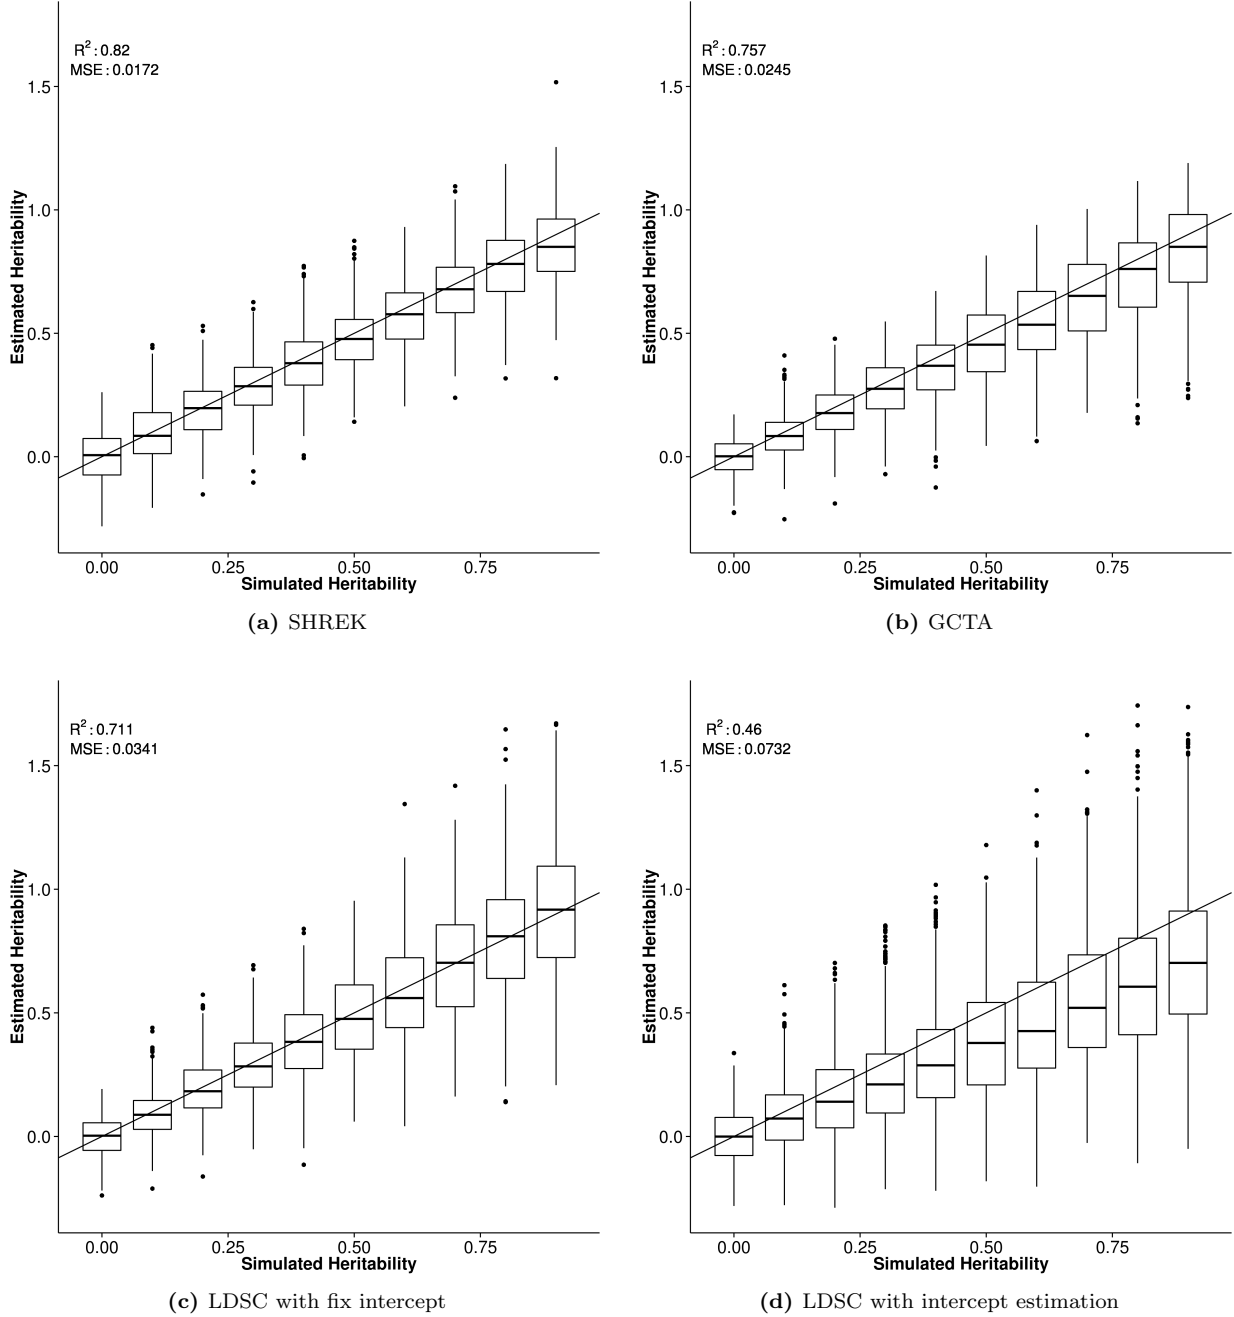 R²: 0.82
MSE: 0.0172
1.5
1.0
0.5
0.0
Estimated Heritability
0.00 0.25 0.50 0.75
Simulated Heritability
(a) SHREK
R²: 0.757
MSE: 0.0245
1.5
1.0
0.5
0.0
Estimated Heritability
0.00 0.25 0.50 0.75
Simulated Heritability
(b) GCTA
R²: 0.711
MSE: 0.0341
1.5
1.0
0.5
0.0
Estimated Heritability
0.00 0.25 0.50 0.75
Simulated Heritability
(c) LDSC with fix intercept
R²: 0.46
MSE: 0.0732
1.5
1.0
0.5
0.0
Estimated Heritability
0.00 0.25 0.50 0.75
Simulated Heritability
(d) LDSC with intercept estimation